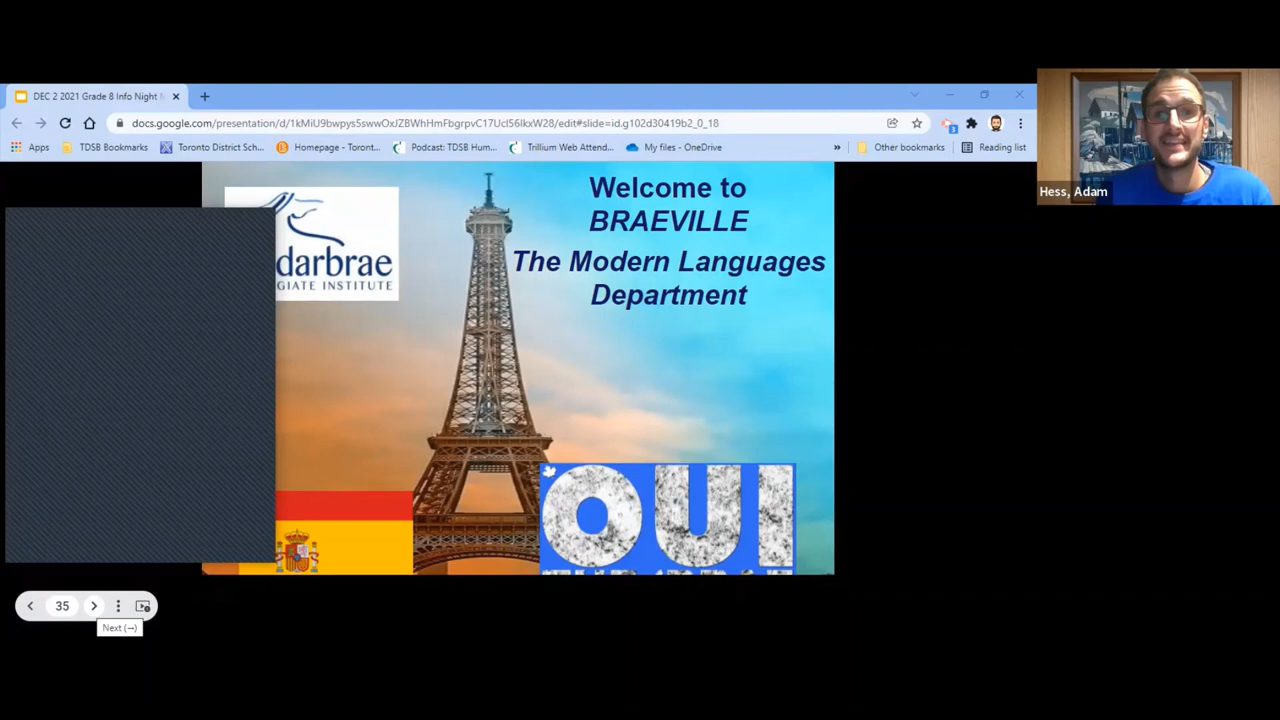 DEC 2 2021 Grade 8 Info Night
docs.google.com/presentation/d/1kMiU9bwpys5swwOxJZBWhHmFbgrpvC17UcI56IkxW28/edit#slide=id.g102d30419b2_0_18
Apps TDSB Bookmarks Toronto District Sch... Homepage - Toront... Podcast: TDSB Hum... Trillium Web Attend... My files - OneDrive » Other bookmarks Reading list
3
Hess, Adam
Welcome to
BRAEVILLE
The Modern Languages
Department
darbrae
GIATE INSTITUTE
OUI
35
Next (→)